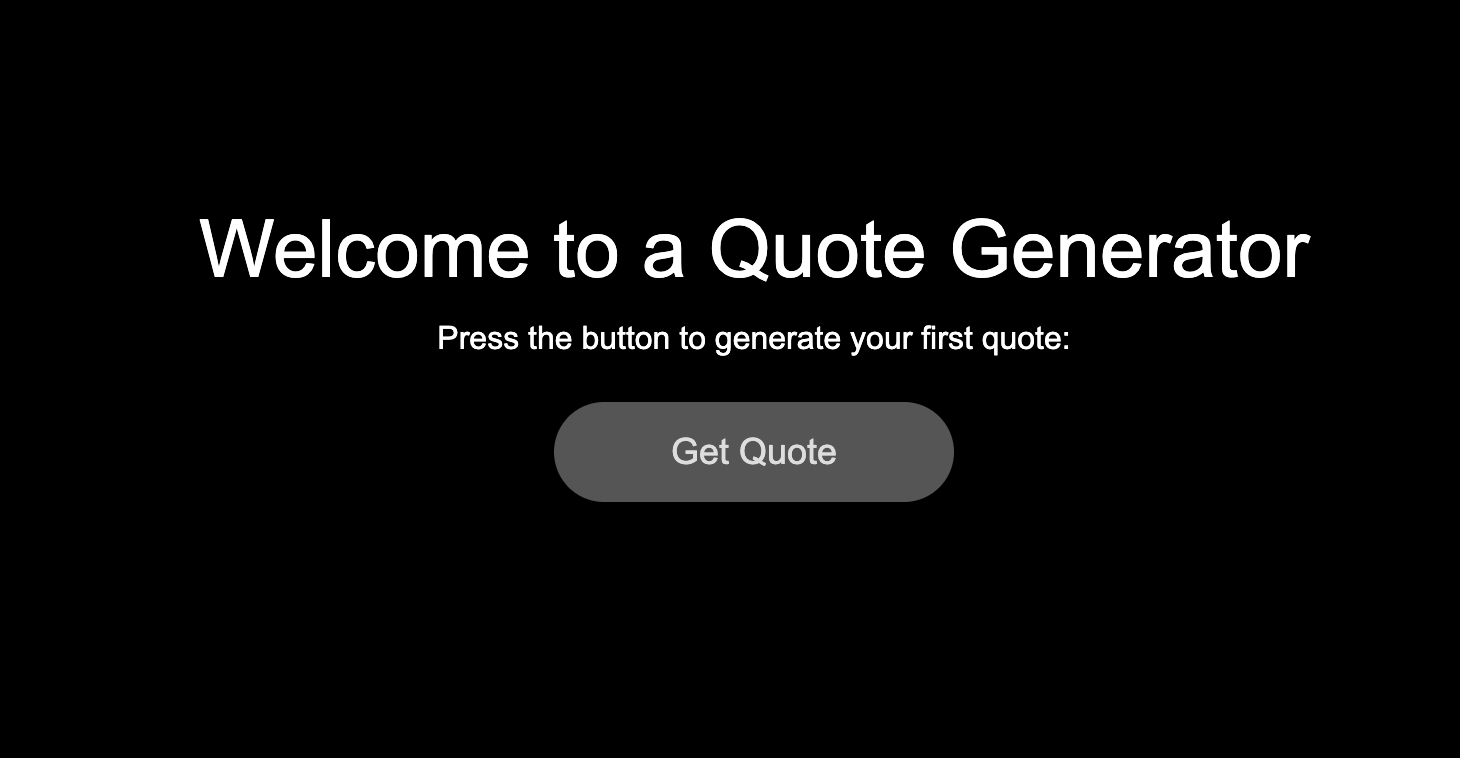 Welcome to a Quote Generator
Press the button to generate your first quote:
Get Quote